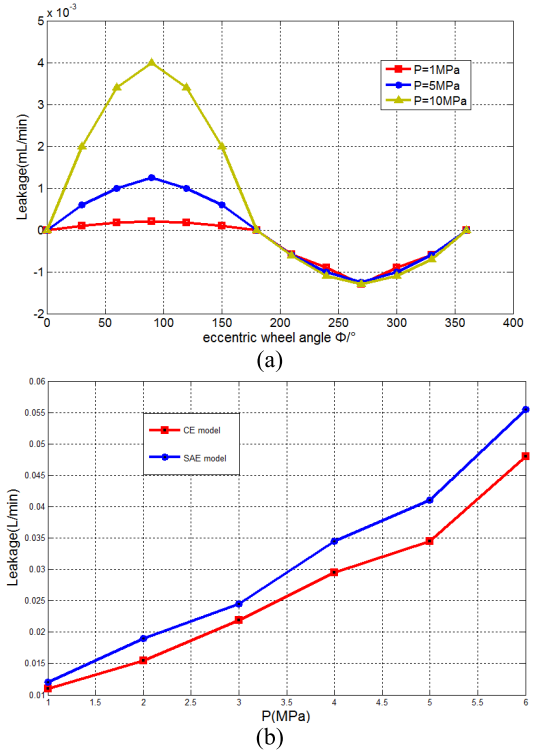 5 × 10⁻³
4
3
2
1
0
-1
-2
Leakage(mL/min)
P=1MPa
P=5MPa
P=10MPa
0 50 100 150 200 250 300 350 400
eccentric wheel angle Φ/°
(a)
0.06
0.055
0.05
0.045
0.04
0.035
0.03
0.025
0.02
0.015
0.01
Leakage(L/min)
CE model
SAE model
1 1.5 2 2.5 3 3.5 4 4.5 5 5.5 6
P(MPa)
(b)